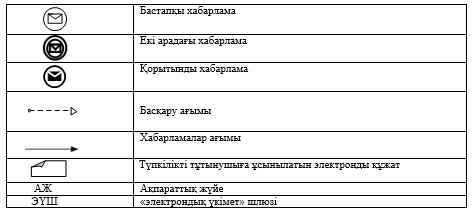 Бастапқы хабарлама
Екі арадағы хабарлама
Қорытынды хабарлама
Басқару ағымы
Хабарламалар ағымы
Түпкілікті тұтынушыға ұсынылатын электронды құжат
АЖ Ақпараттық жүйе
ЭҮШ «электрондық үкімет» шлюзі